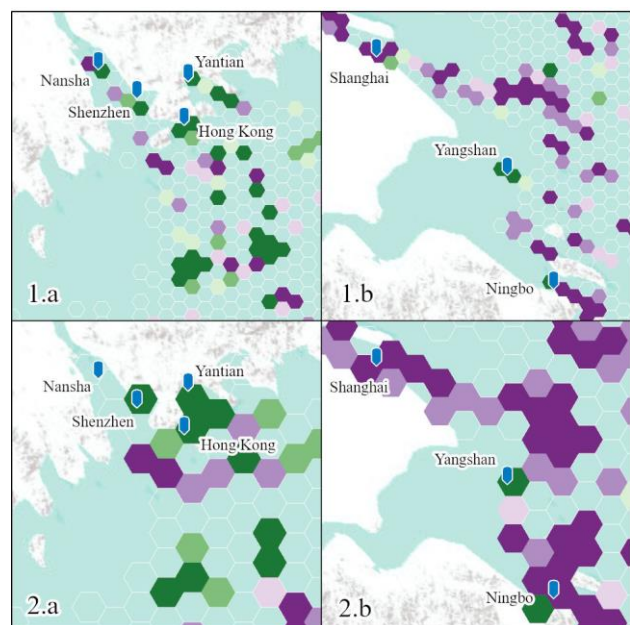 Yantian
Nansha
Shenzhen
Hong Kong
1.a
Shanghai
Yangshan
Ningbo
1.b
Yantian
Nansha
Shenzhen
Hong Kong
2.a
Shanghai
Yangshan
Ningbo
2.b